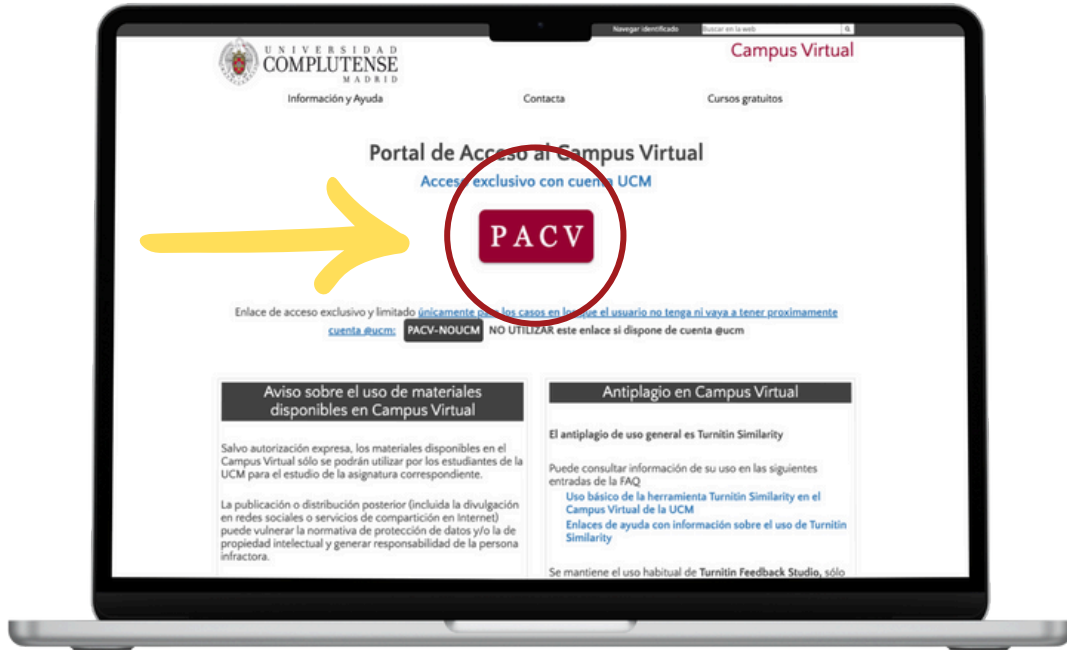 Navegar identificado
Buscar en la web
UNIVERSIDAD
COMPLUTENSE
MADRID
Campus Virtual
Información y Ayuda
Contacta
Cursos gratuitos
Portal de Acceso al Campus Virtual
Acceso exclusivo con cuenta UCM
PACV
Enlace de acceso exclusivo y limitado únicamente para los casos en los que el usuario no tenga ni vaya a tener proximamente
cuenta @ucm: PACV-NOUCM NO UTILIZAR este enlace si dispone de cuenta @ucm
Aviso sobre el uso de materiales
disponibles en Campus Virtual
Salvo autorización expresa, los materiales disponibles en el
Campus Virtual sólo se podrán utilizar por los estudiantes de la
UCM para el estudio de la asignatura correspondiente.
La publicación o distribución posterior (incluida la divulgación
en redes sociales o servicios de compartición en Internet)
puede vulnerar la normativa de protección de datos y/o la de
propiedad intelectual y generar responsabilidad de la persona
infractora.
Antiplagio en Campus Virtual
El antiplagio de uso general es Turnitin Similarity
Puede consultar información de su uso en las siguientes
entradas de la FAQ
Uso básico de la herramienta Turnitin Similarity en el
Campus Virtual de la UCM
Enlaces de ayuda con información sobre el uso de Turnitin
Similarity
Se mantiene el uso habitual de Turnitin Feedback Studio, sólo